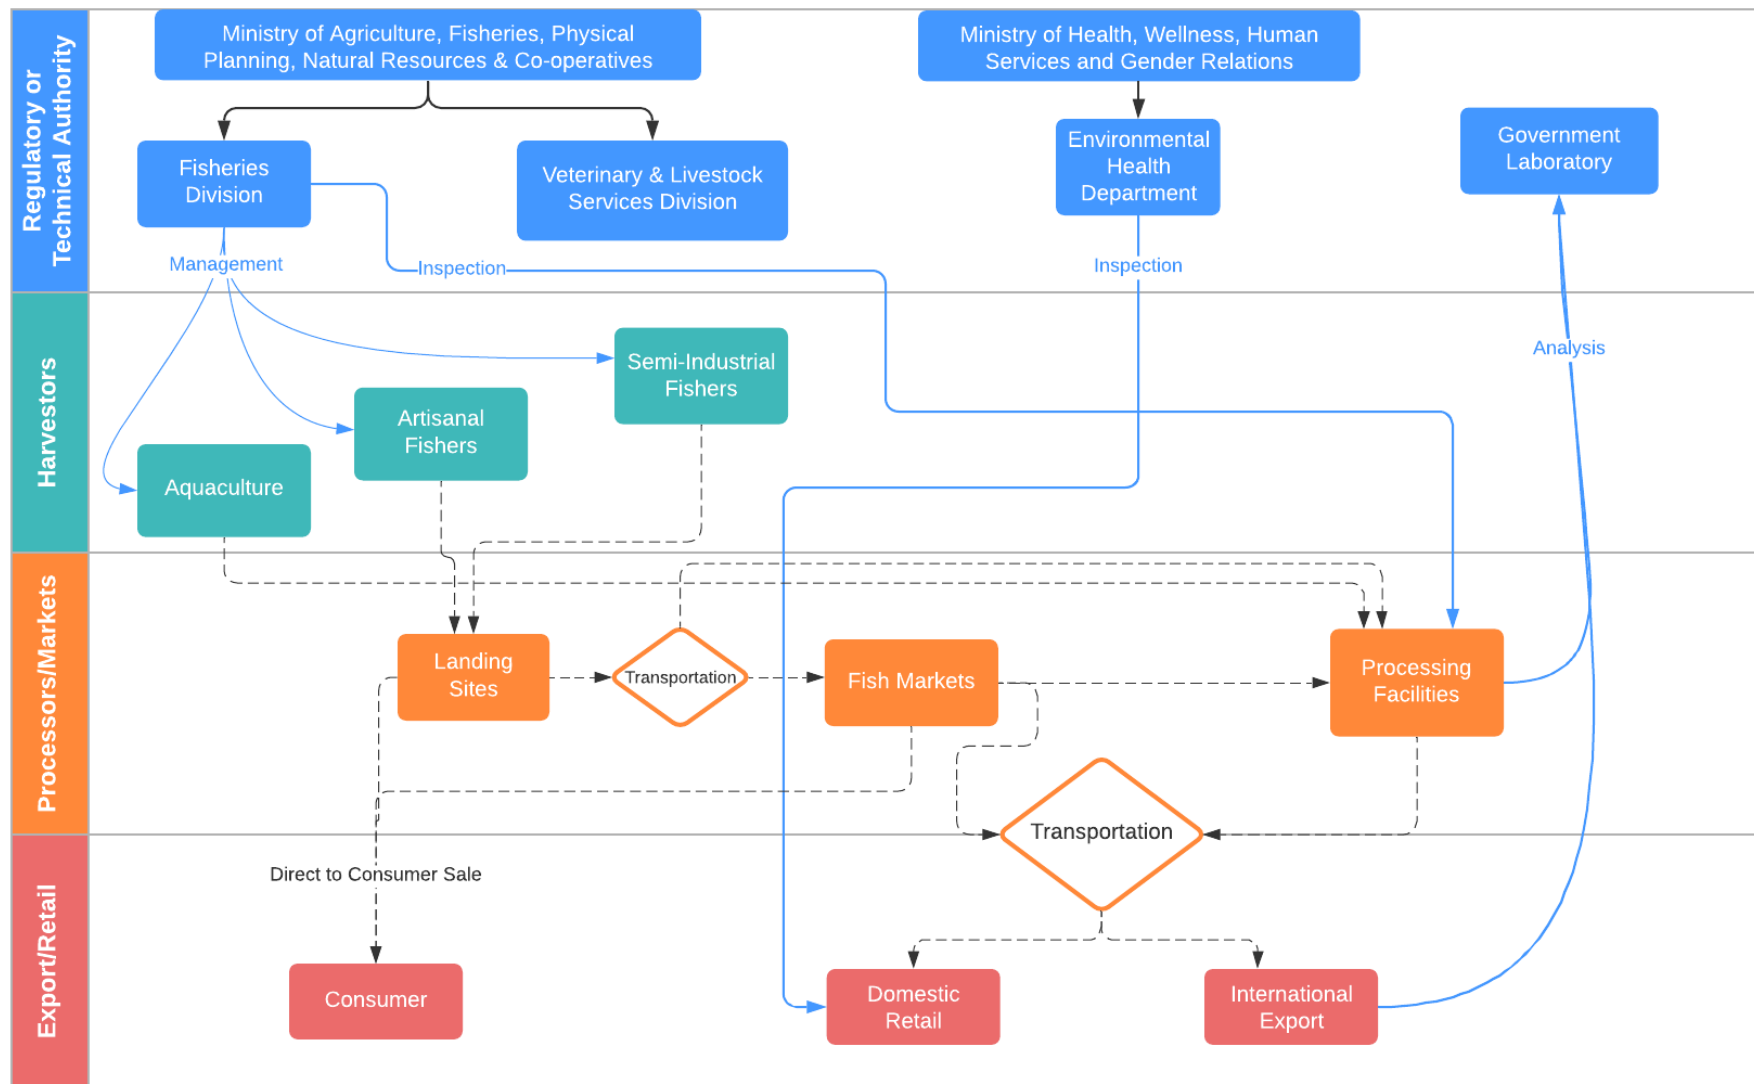 Regulatory or
Technical Authority
Ministry of Agriculture, Fisheries, Physical
Planning, Natural Resources & Co-operatives
Ministry of Health, Wellness, Human
Services and Gender Relations
Fisheries
Division
Veterinary & Livestock
Services Division
Environmental
Health
Department
Government
Laboratory
Management
Inspection
Inspection
Harvestors
Semi-Industrial
Fishers
Analysis
Artisanal
Fishers
Aquaculture
Processors/Markets
Landing
Sites
Transportation
Fish Markets
Processing
Facilities
Transportation
Export/Retail
Direct to Consumer Sale
Consumer
Domestic
Retail
International
Export